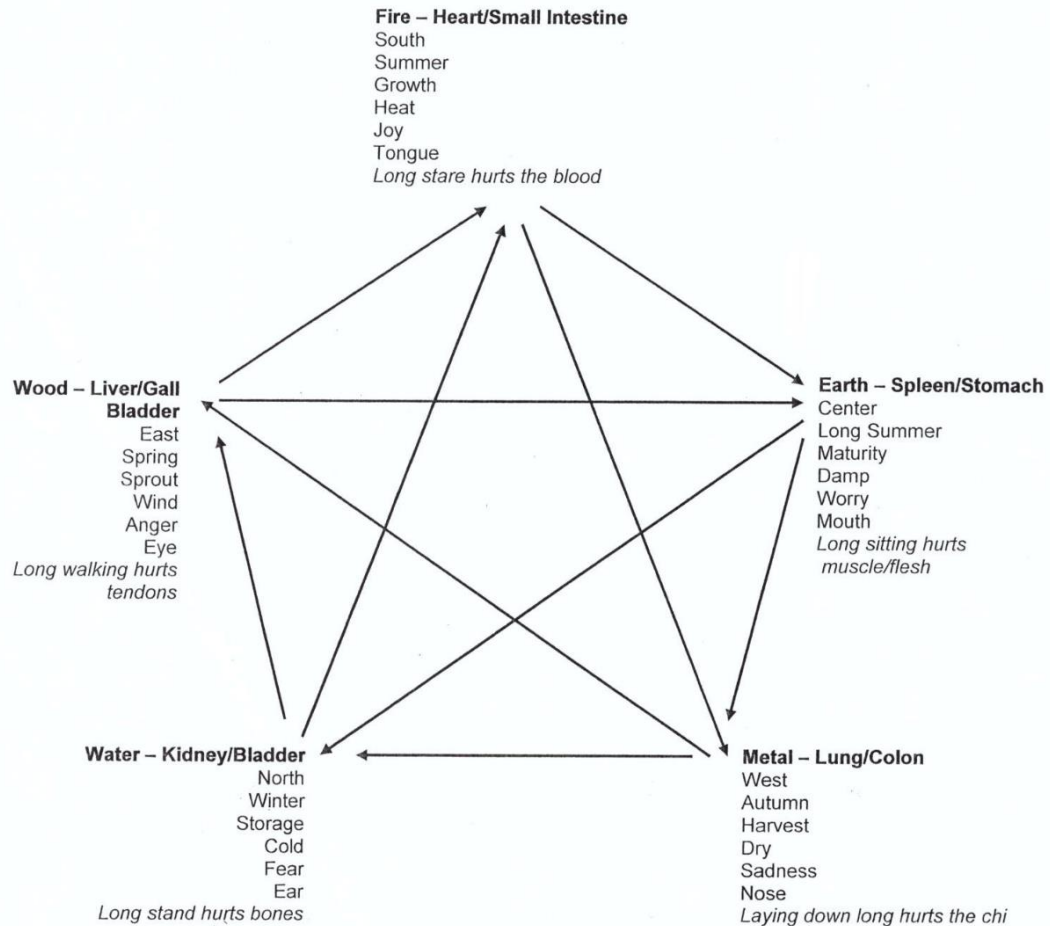 Fire – Heart/Small Intestine
South
Summer
Growth
Heat
Joy
Tongue
Long stare hurts the blood
Wood – Liver/Gall
Bladder
East
Spring
Sprout
Wind
Anger
Eye
Long walking hurts
tendons
Earth – Spleen/Stomach
Center
Long Summer
Maturity
Damp
Worry
Mouth
Long sitting hurts
muscle/flesh
Water – Kidney/Bladder
North
Winter
Storage
Cold
Fear
Ear
Long stand hurts bones
Metal – Lung/Colon
West
Autumn
Harvest
Dry
Sadness
Nose
Laying down long hurts the chi